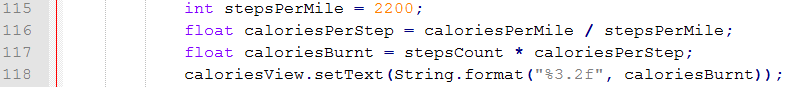 115 int stepsPerMile = 2200;
116 float caloriesPerStep = caloriesPerMile / stepsPerMile;
117 float caloriesBurnt = stepsCount * caloriesPerStep;
118 caloriesView.setText(String.format("%3.2f", caloriesBurnt));